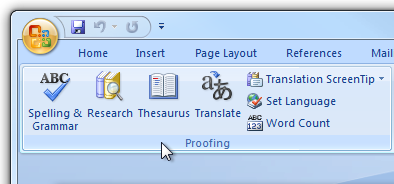 Home Insert Page Layout References Mail
ABC
Spelling & Grammar
Research
Thesaurus
a あ
Translate
Translation ScreenTip
Set Language
ABC
123
Word Count
Proofing